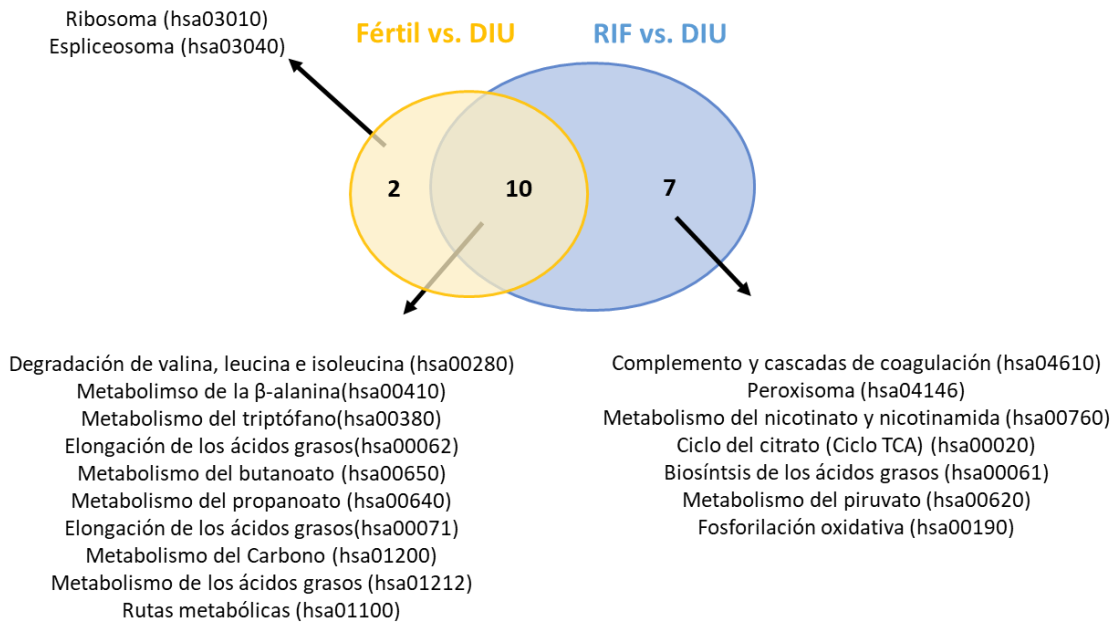 Ribosoma (hsa03010)
Espliceosoma (hsa03040)
Fértil vs. DIU
RIF vs. DIU
2
10
7
Degradación de valina, leucina e isoleucina (hsa00280)
Metabolimso de la β-alanina(hsa00410)
Metabolismo del triptófano(hsa00380)
Elongación de los ácidos grasos(hsa00062)
Metabolismo del butanoato (hsa00650)
Metabolismo del propanoato (hsa00640)
Elongación de los ácidos grasos(hsa00071)
Metabolismo del Carbono (hsa01200)
Metabolismo de los ácidos grasos (hsa01212)
Rutas metabólicas (hsa01100)
Complemento y cascadas de coagulación (hsa04610)
Peroxisoma (hsa04146)
Metabolismo del nicotinato y nicotinamida (hsa00760)
Ciclo del citrato (Ciclo TCA) (hsa00020)
Biosíntsis de los ácidos grasos (hsa00061)
Metabolismo del piruvato (hsa00620)
Fosforilación oxidativa (hsa00190)